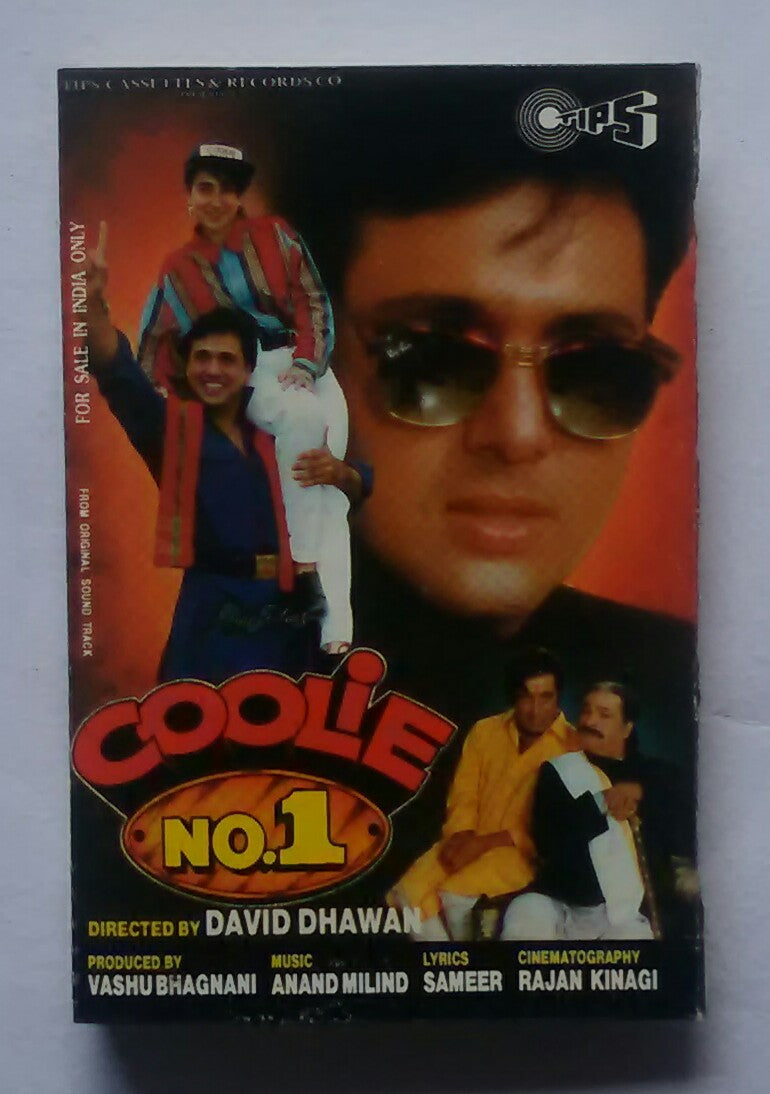 TIPS CASSETTES & RECORDS CO
TIPS
FOR SALE IN INDIA ONLY
FROM ORIGINAL SOUND TRACK
COOLiE
NO.1
DIRECTED BY DAVID DHAWAN
PRODUCED BY
VASHU BHAGNANI
MUSIC
ANAND MILIND
LYRICS
SAMEER
CINEMATOGRAPHY
RAJAN KINAGI